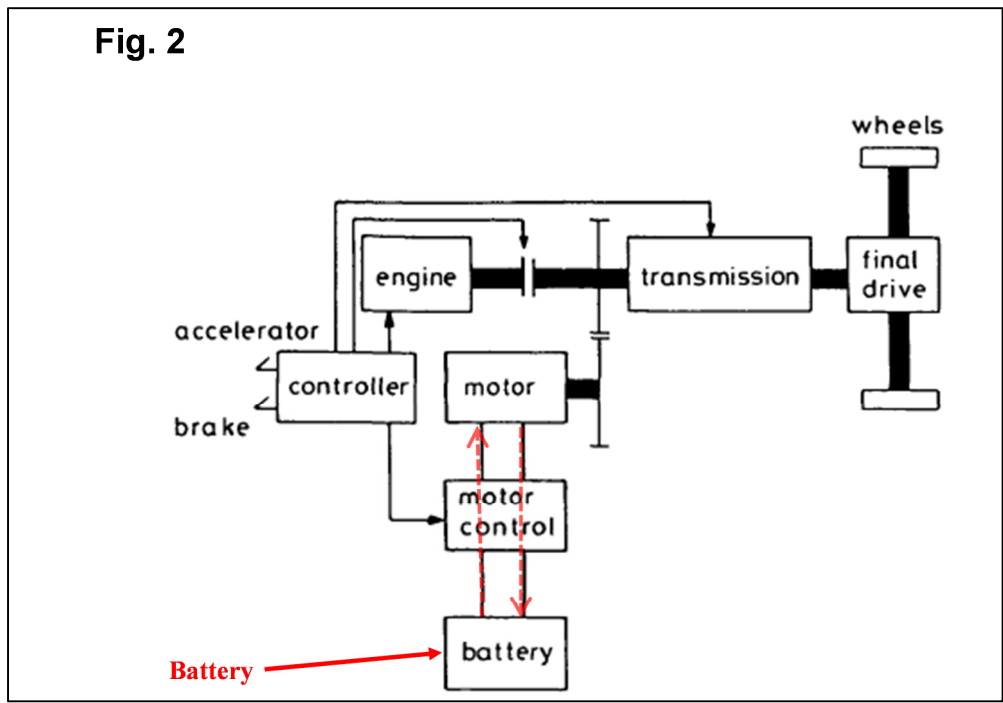 Fig. 2
wheels
engine
transmission
final
drive
accelerator
controller
motor
brake
motor
control
battery
Battery